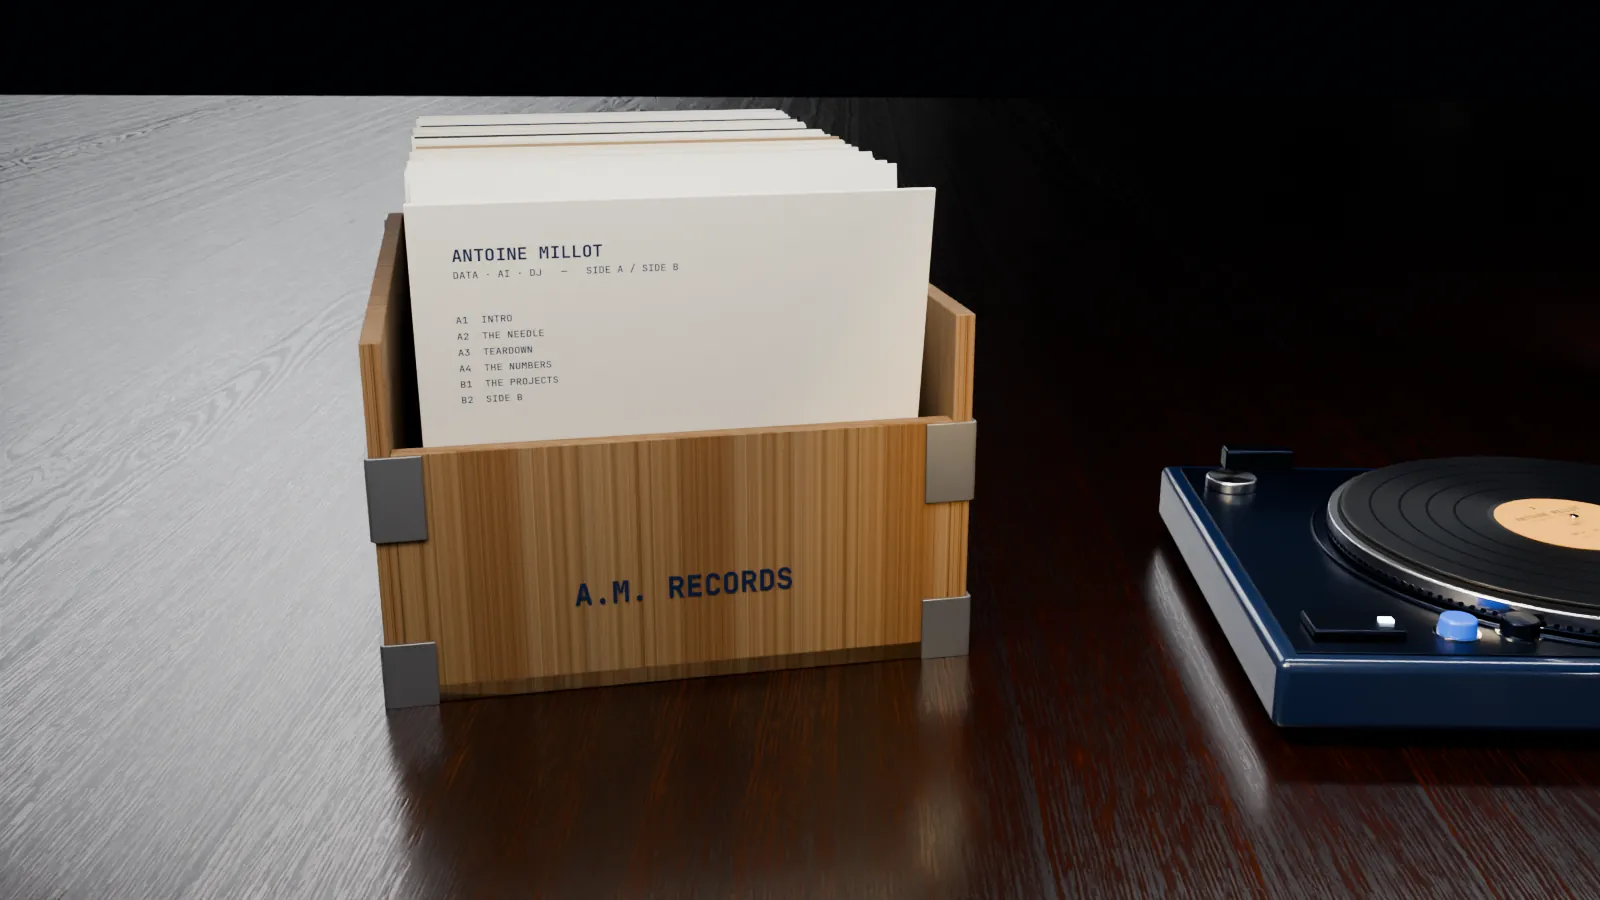 ANTOINE MILLOT
DATA · AI · DJ — SIDE A / SIDE B
A1 INTRO
A2 THE NEEDLE
A3 TEARDOWN
A4 THE NUMBERS
B1 THE PROJECTS
B2 SIDE B
A.M. RECORDS